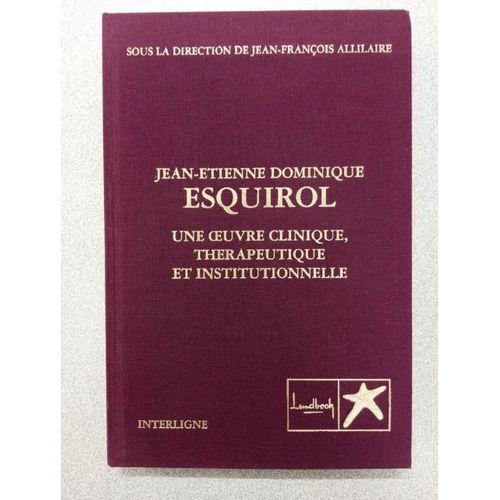 SOUS LA DIRECTION DE JEAN-FRANÇOIS ALLILAIRE
JEAN-ETIENNE DOMINIQUE
ESQUIROL
UNE ŒUVRE CLINIQUE,
THERAPEUTIQUE
ET INSTITUTIONNELLE
Lundbeck
INTERLIGNE